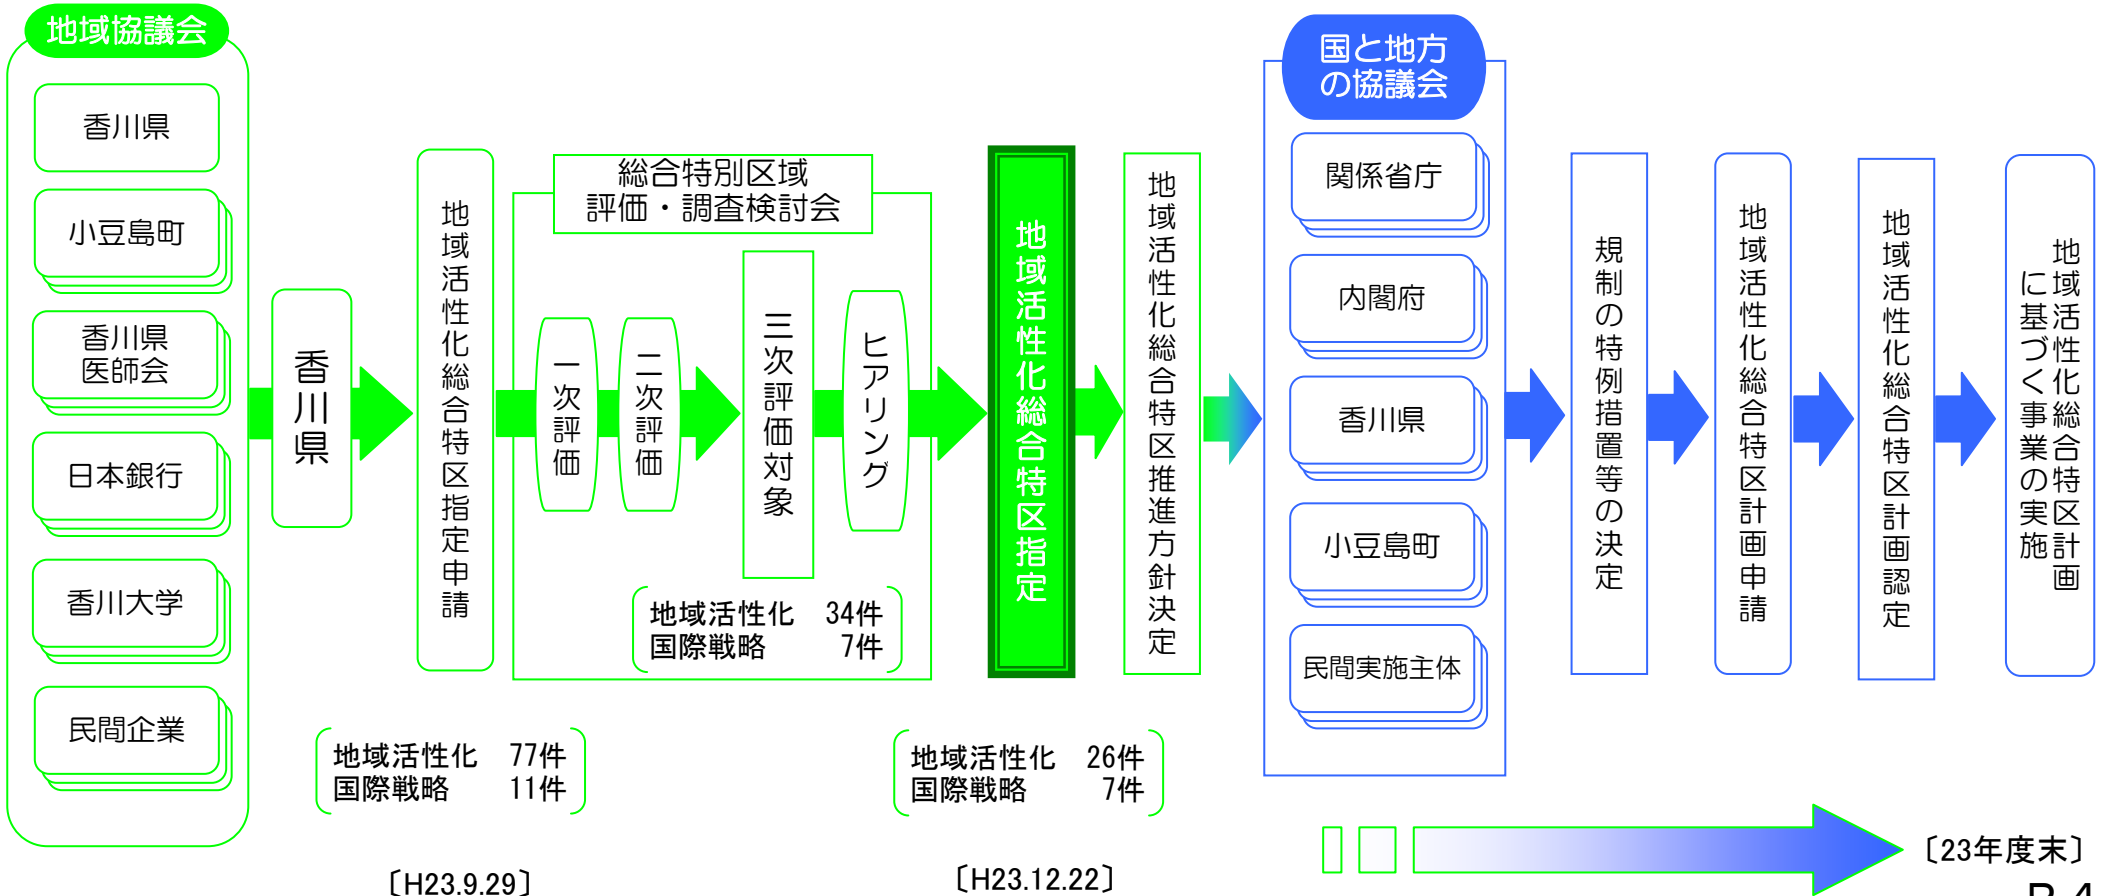 地域協議会
香川県
小豆島町
香川県
医師会
日本銀行
香川大学
民間企業
香川県
地域活性化総合特区指定申請
総合特別区域
評価・調査検討会
一次評価
二次評価
三次評価対象
ヒアリング
地域活性化 34件
国際戦略 7件
地域活性化総合特区指定
地域活性化総合特区推進方針決定
国と地方
の協議会
関係省庁
内閣府
香川県
小豆島町
民間実施主体
規制の特例措置等の決定
地域活性化総合特区計画申請
地域活性化総合特区計画認定
地域活性化総合特区計画
に基づく事業の実施
地域活性化 77件
国際戦略 11件
地域活性化 26件
国際戦略 7件
〔H23.9.29〕
〔H23.12.22〕
〔23年度末〕